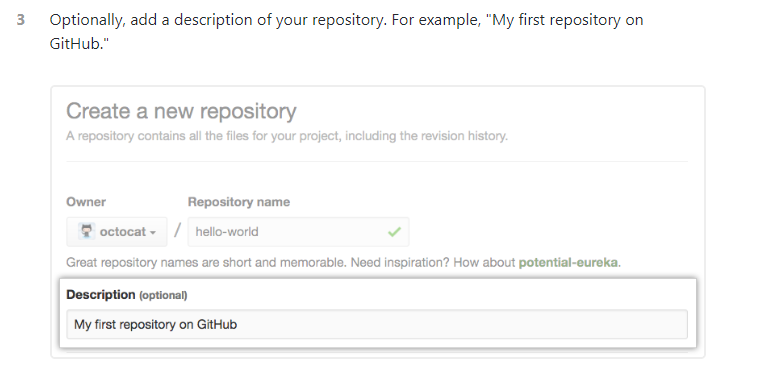 3 Optionally, add a description of your repository. For example, "My first repository on
GitHub."
Create a new repository
A repository contains all the files for your project, including the revision history.
Owner Repository name
octocat / hello-world
Great repository names are short and memorable. Need inspiration? How about potential-eureka.
Description (optional)
My first repository on GitHub